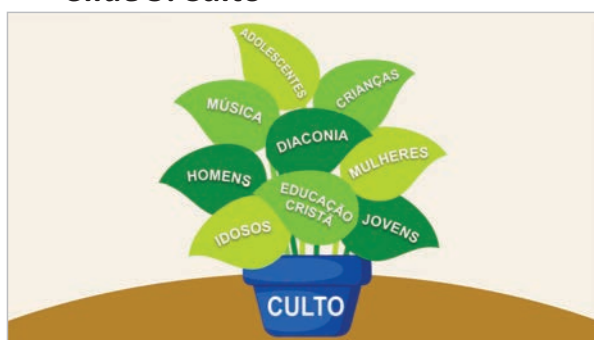 ADOLESCENTES
CRIANÇAS
MÚSICA
DIACONIA
MULHERES
HOMENS
EDUCAÇÃO
CRISTÃ
IDOSOS
JOVENS
CULTO